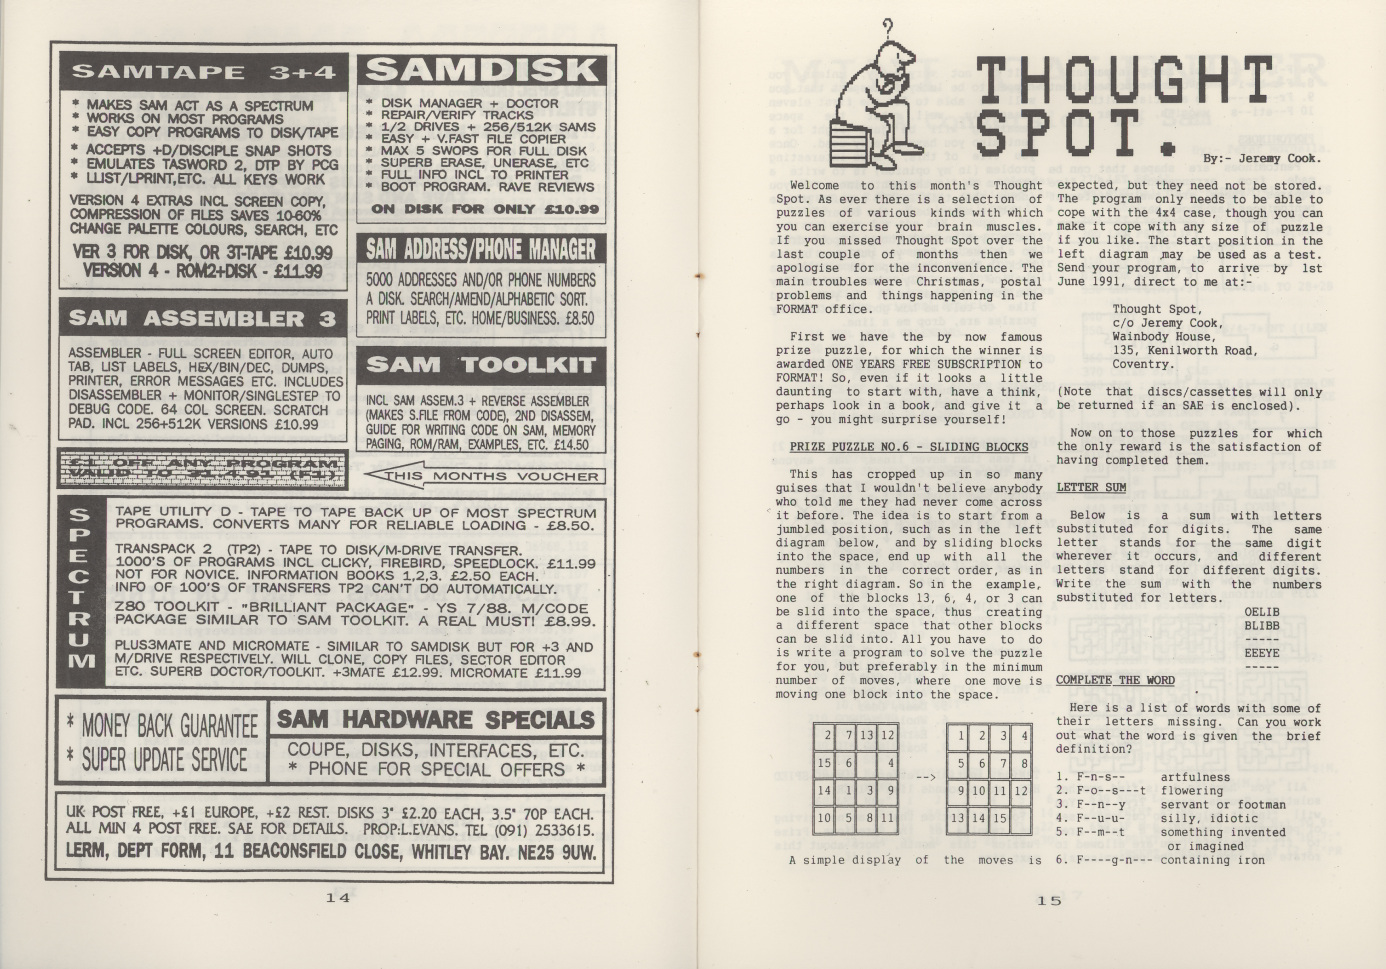 SAMTAPE 3+4
* MAKES SAM ACT AS A SPECTRUM
* WORKS ON MOST PROGRAMS
* EASY COPY PROGRAMS TO DISK/TAPE
* ACCEPTS +D/DISCIPLE SNAP SHOTS
* EMULATES TASWORD 2, DTP BY PCG
* LLIST/LPRINT,ETC. ALL KEYS WORK
VERSION 4 EXTRAS INCL SCREEN COPY,
COMPRESSION OF FILES SAVES 10-60%
CHANGE PALETTE COLOURS, SEARCH, ETC
VER 3 FOR DISK, OR 3T-TAPE £10.99
VERSION 4 - ROM2+DISK - £11.99
SAM ASSEMBLER 3
ASSEMBLER - FULL SCREEN EDITOR, AUTO
TAB, LIST LABELS, HEX/BIN/DEC, DUMPS,
PRINTER, ERROR MESSAGES ETC. INCLUDES
DISASSEMBLER + MONITOR/SINGLESTEP TO
DEBUG CODE. 64 COL SCREEN. SCRATCH
PAD. INCL 256+512K VERSIONS £10.99
SAMDISK
* DISK MANAGER + DOCTOR
* REPAIR/VERIFY TRACKS
* 1/2 DRIVES + 256/512K SAMS
* EASY + V.FAST FILE COPIER
* MAX 5 SWOPS FOR FULL DISK
* SUPERB ERASE, UNERASE, ETC
* FULL INFO INCL TO PRINTER
* BOOT PROGRAM. RAVE REVIEWS
ON DISK FOR ONLY £10.99
SAM ADDRESS/PHONE MANAGER
5000 ADDRESSES AND/OR PHONE NUMBERS
A DISK. SEARCH/AMEND/ALPHABETIC SORT.
PRINT LABELS, ETC. HOME/BUSINESS. £8.50
SAM TOOLKIT
INCL SAM ASSEM.3 + REVERSE ASSEMBLER
(MAKES S.FILE FROM CODE), 2ND DISASSEM,
GUIDE FOR WRITING CODE ON SAM, MEMORY
PAGING, ROM/RAM, EXAMPLES, ETC. £14.50
£1 OFF ANY PROGRAM
VALID TO 31.4.91 (F1)
THIS MONTHS VOUCHER
SPECTRUM
TAPE UTILITY D - TAPE TO TAPE BACK UP OF MOST SPECTRUM
PROGRAMS. CONVERTS MANY FOR RELIABLE LOADING - £8.50.
TRANSPACK 2 (TP2) - TAPE TO DISK/M-DRIVE TRANSFER.
1000'S OF PROGRAMS INCL CLICKY, FIREBIRD, SPEEDLOCK. £11.99
NOT FOR NOVICE. INFORMATION BOOKS 1,2,3. £2.50 EACH.
INFO OF 100'S OF TRANSFERS TP2 CAN'T DO AUTOMATICALLY.
Z80 TOOLKIT - "BRILLIANT PACKAGE" - YS 7/88. M/CODE
PACKAGE SIMILAR TO SAM TOOLKIT. A REAL MUST! £8.99.
PLUS3MATE AND MICROMATE - SIMILAR TO SAMDISK BUT FOR +3 AND
M/DRIVE RESPECTIVELY. WILL CLONE, COPY FILES, SECTOR EDITOR
ETC. SUPERB DOCTOR/TOOLKIT. +3MATE £12.99. MICROMATE £11.99
* MONEY BACK GUARANTEE
* SUPER UPDATE SERVICE
SAM HARDWARE SPECIALS
COUPE, DISKS, INTERFACES, ETC.
* PHONE FOR SPECIAL OFFERS *
UK POST FREE, +£1 EUROPE, +£2 REST. DISKS 3" £2.20 EACH, 3.5" 70P EACH.
ALL MIN 4 POST FREE. SAE FOR DETAILS. PROP:L.EVANS. TEL (091) 2533615.
LERM, DEPT FORM, 11 BEACONSFIELD CLOSE, WHITLEY BAY. NE25 9UW.
14
?
THOUGHT
SPOT.
By:- Jeremy Cook.
Welcome to this month's Thought
Spot. As ever there is a selection of
puzzles of various kinds with which
you can exercise your brain muscles.
If you missed Thought Spot over the
last couple of months then we
apologise for the inconvenience. The
main troubles were Christmas, postal
problems and things happening in the
FORMAT office.
First we have the by now famous
prize puzzle, for which the winner is
awarded ONE YEARS FREE SUBSCRIPTION to
FORMAT! So, even if it looks a little
daunting to start with, have a think,
perhaps look in a book, and give it a
go - you might surprise yourself!
PRIZE PUZZLE NO.6 - SLIDING BLOCKS
This has cropped up in so many
guises that I wouldn't believe anybody
who told me they had never come across
it before. The idea is to start from a
jumbled position, such as in the left
diagram below, and by sliding blocks
into the space, end up with all the
numbers in the correct order, as in
the right diagram. So in the example,
one of the blocks 13, 6, 4, or 3 can
be slid into the space, thus creating
a different space that other blocks
can be slid into. All you have to do
is write a program to solve the puzzle
for you, but preferably in the minimum
number of moves, where one move is
moving one block into the space.
2 7 13 12
15 6 4
14 1 3 9
10 5 8 11
-->
1 2 3 4
5 6 7 8
9 10 11 12
13 14 15
A simple display of the moves is
expected, but they need not be stored.
The program only needs to be able to
cope with the 4x4 case, though you can
make it cope with any size of puzzle
if you like. The start position in the
left diagram may be used as a test.
Send your program, to arrive by 1st
June 1991, direct to me at:-
Thought Spot,
c/o Jeremy Cook,
Wainbody House,
135, Kenilworth Road,
Coventry.
(Note that discs/cassettes will only
be returned if an SAE is enclosed).
Now on to those puzzles for which
the only reward is the satisfaction of
having completed them.
LETTER SUM
Below is a sum with letters
substituted for digits. The same
letter stands for the same digit
wherever it occurs, and different
letters stand for different digits.
Write the sum with the numbers
substituted for letters.
OELIB
BLIBB
-----
EEEYE
-----
COMPLETE THE WORD
Here is a list of words with some of
their letters missing. Can you work
out what the word is given the brief
definition?
1. F-n-s-- artfulness
2. F-o--s---t flowering
3. F--n--y servant or footman
4. F--u-u- silly, idiotic
5. F--m--t something invented
or imagined
6. F----g-n--- containing iron
15